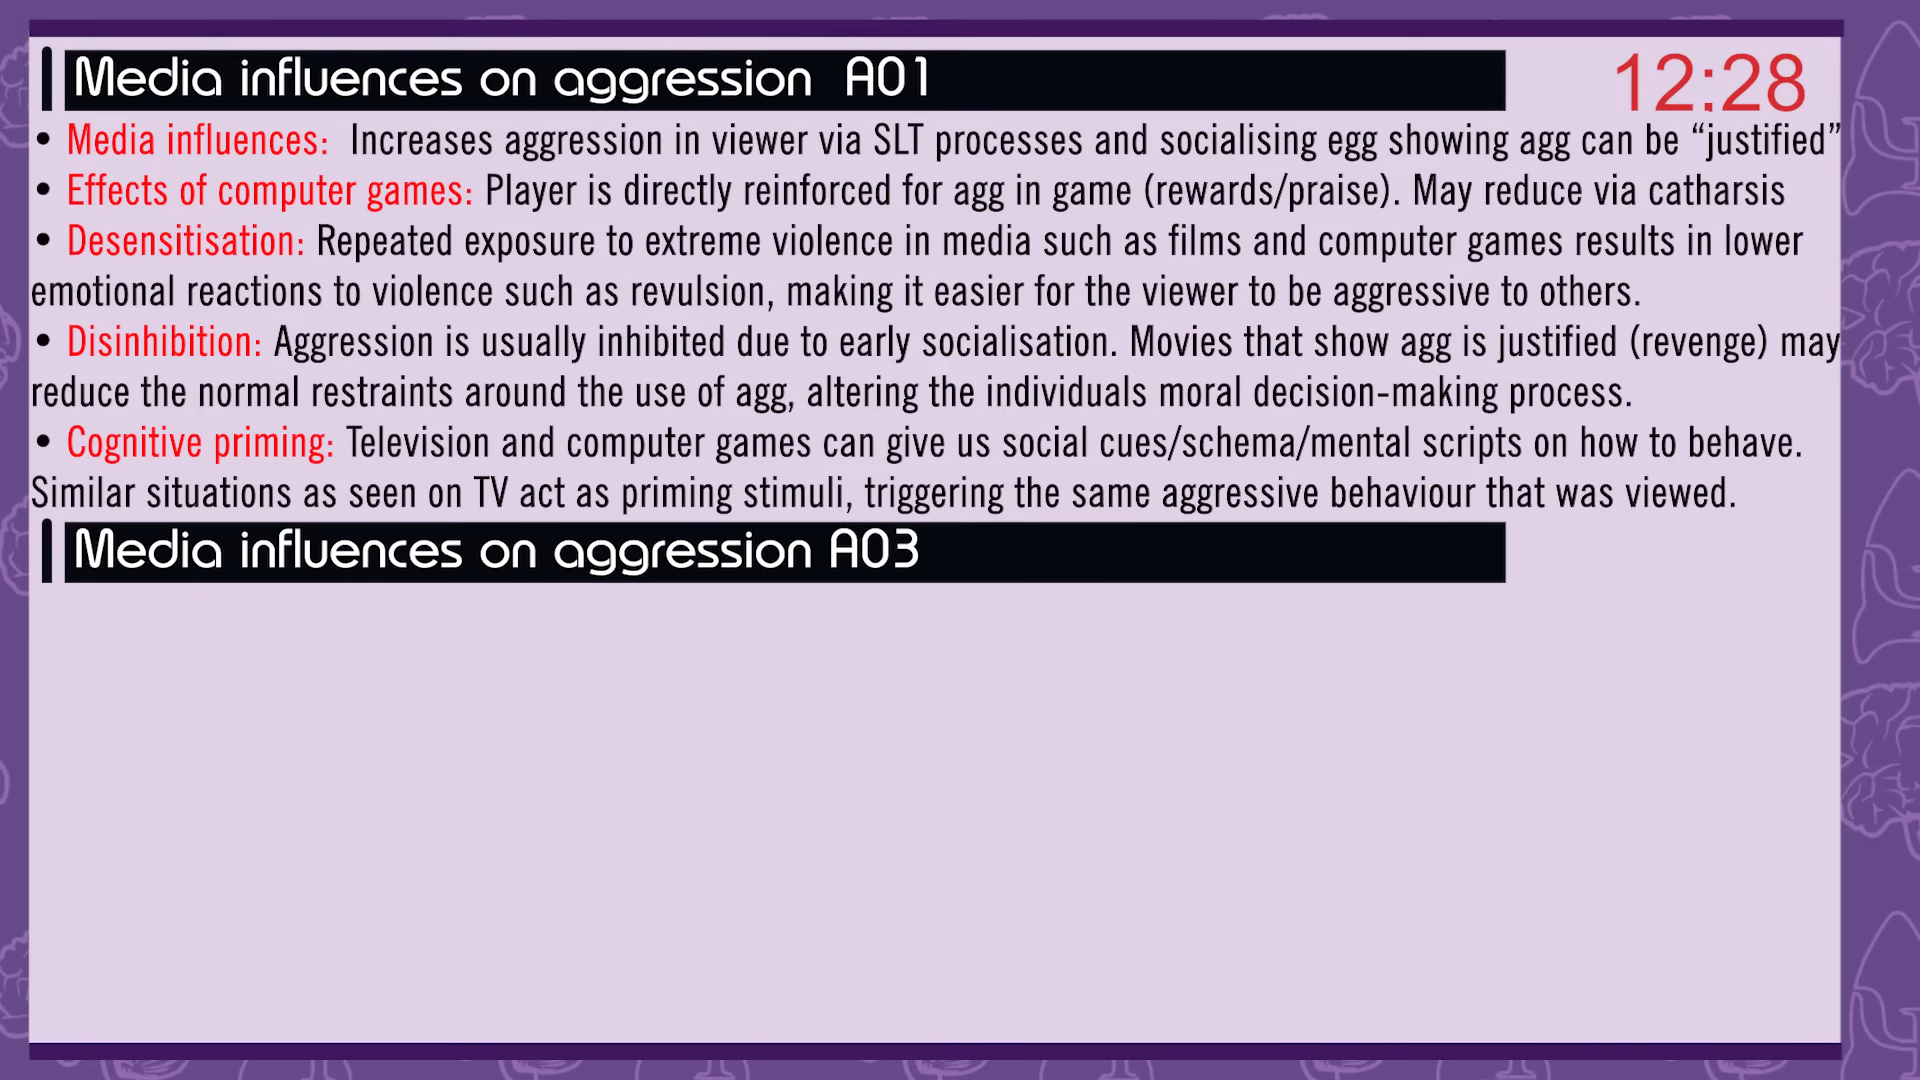 Media influences on aggression A01
12:28
• Media influences: Increases aggression in viewer via SLT processes and socialising egg showing agg can be “justified”
• Effects of computer games: Player is directly reinforced for agg in game (rewards/praise). May reduce via catharsis
• Desensitisation: Repeated exposure to extreme violence in media such as films and computer games results in lower
emotional reactions to violence such as revulsion, making it easier for the viewer to be aggressive to others.
• Disinhibition: Aggression is usually inhibited due to early socialisation. Movies that show agg is justified (revenge) may
reduce the normal restraints around the use of agg, altering the individuals moral decision-making process.
• Cognitive priming: Television and computer games can give us social cues/schema/mental scripts on how to behave.
Similar situations as seen on TV act as priming stimuli, triggering the same aggressive behaviour that was viewed.
Media influences on aggression A03